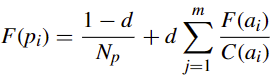 F(p_i) = \frac{1 - d}{N_p} + d \sum_{j=1}^{m} \frac{F(a_i)}{C(a_i)}